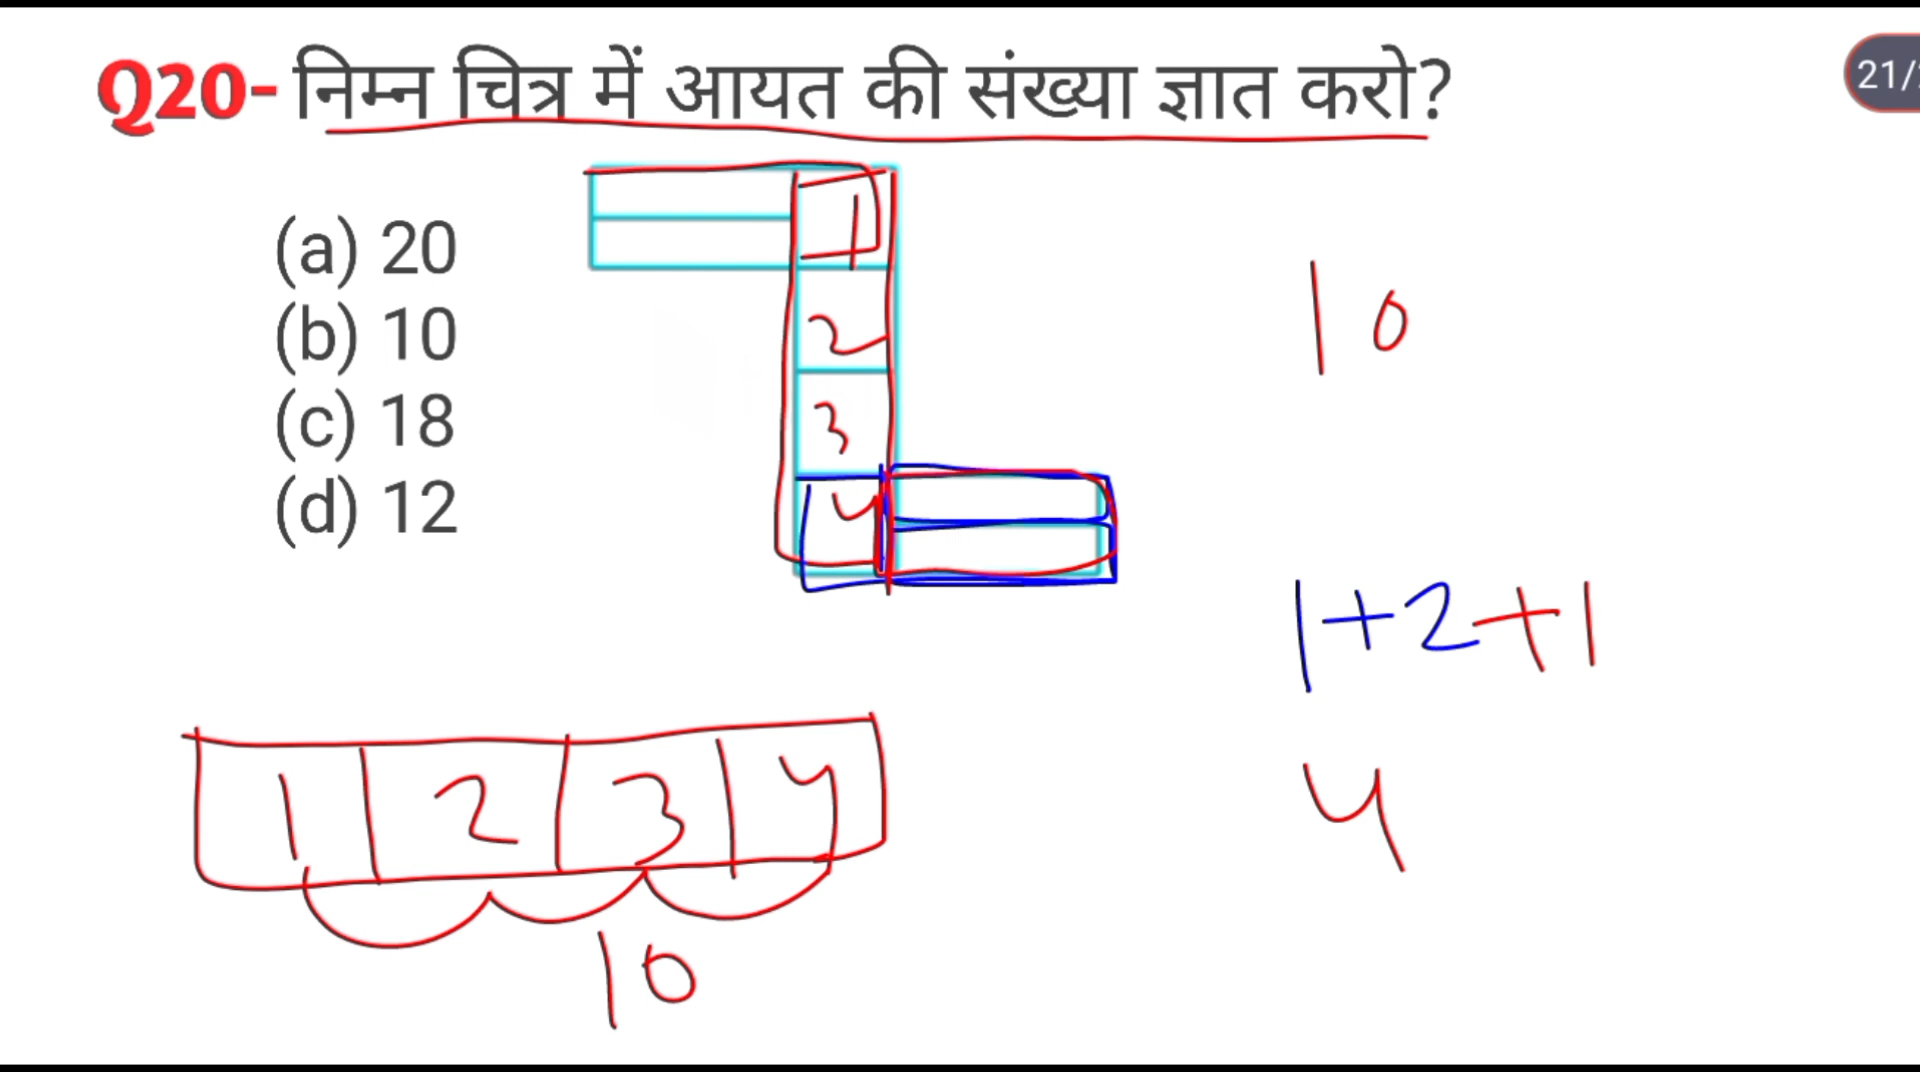 Q20- निम्न चित्र में आयत की संख्या ज्ञात करो?
21/
(a) 20
(b) 10
(c) 18
(d) 12
1
2
3
4
10
1+2+1
4
1 2 3 4
10